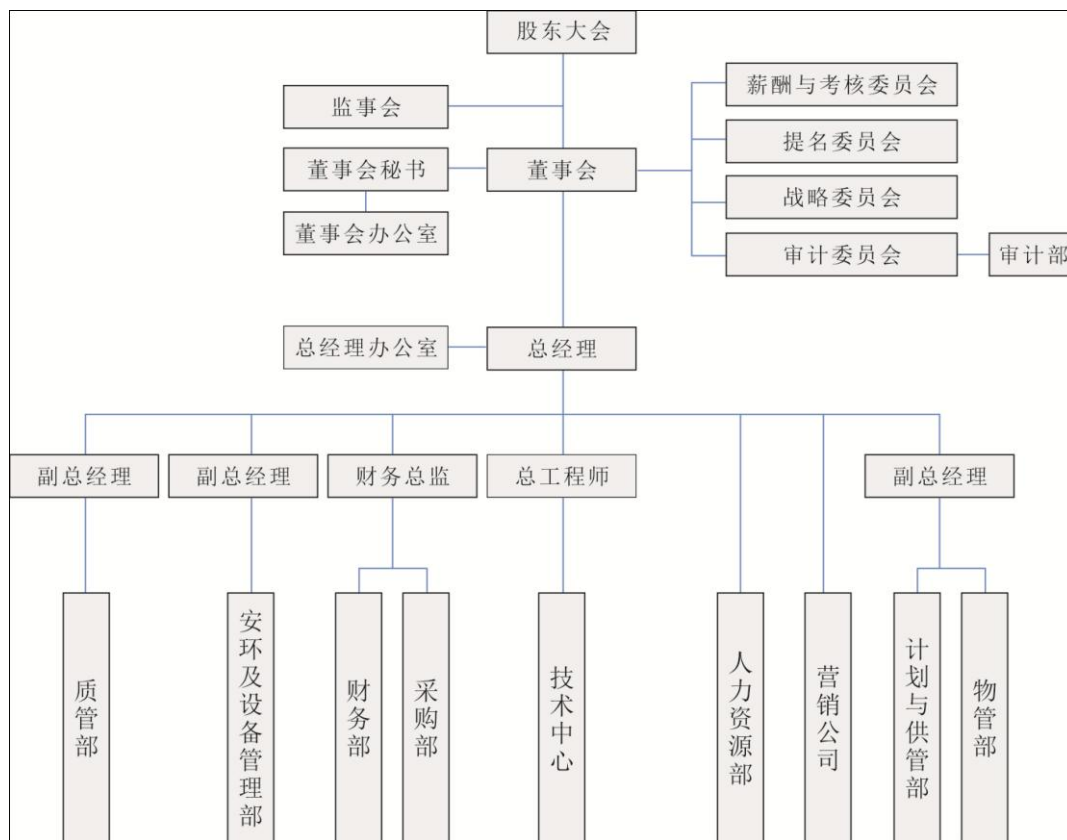 股东大会
监事会
薪酬与考核委员会
提名委员会
董事会秘书
董事会
战略委员会
董事会办公室
审计委员会
审计部
总经理办公室
总经理
副总经理
副总经理
财务总监
总工程师
副总经理
质管部
安环及设备管理部
财务部
采购部
技术中心
人力资源部
营销公司
计划与供管部
物管部